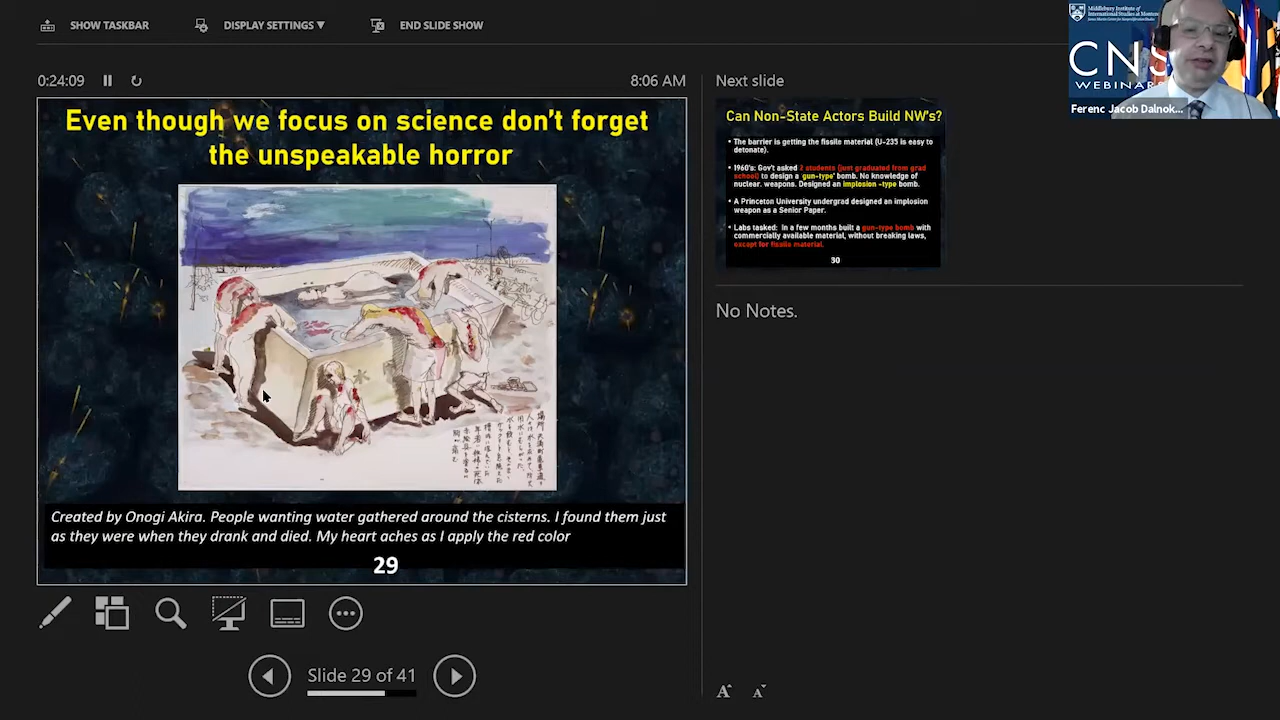 SHOW TASKBAR
DISPLAY SETTINGS ▼
END SLIDE SHOW
0:24:09
8:06 AM
Even though we focus on science don't forget
the unspeakable horror
Created by Onogi Akira. People wanting water gathered around the cisterns. I found them just
as they were when they drank and died. My heart aches as I apply the red color
29
Slide 29 of 41
Next slide
Can Non-State Actors Build NW's?
• The barrier is getting the fissile material (U-235 is easy to
detonate).
• 1960's: Gov't asked 2 students (just graduated from grad
school) to design a "gun-type" bomb. No knowledge of
nuclear. weapons. Designed an implosion -type bomb.
• A Princeton University undergrad designed an implosion
weapon as a Senior Paper.
• Labs tasked: In a few months built a gun-type bomb with
commercially available material, without breaking laws,
except for fissile material.
30
No Notes.
A A
Middlebury Institute of
International Studies at Monter
CNS
WEBINAR
Ferenc Jacob Dalnok...